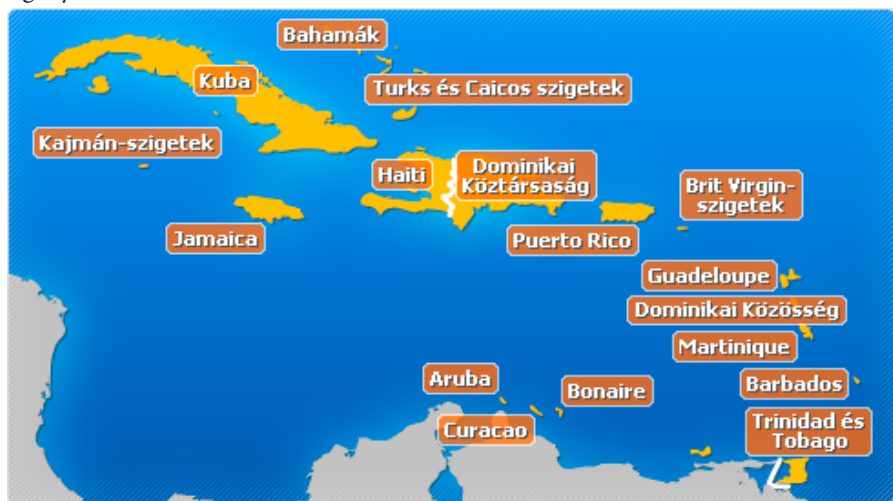 Bahamák
Kuba
Turks és Caicos szigetek
Kajmán-szigetek
Haiti
Dominikai
Köztársaság
Brit Virgin-
szigetek
Jamaica
Puerto Rico
Guadeloupe
Dominikai Közösség
Martinique
Aruba
Bonaire
Barbados
Curacao
Trinidad és
Tobago